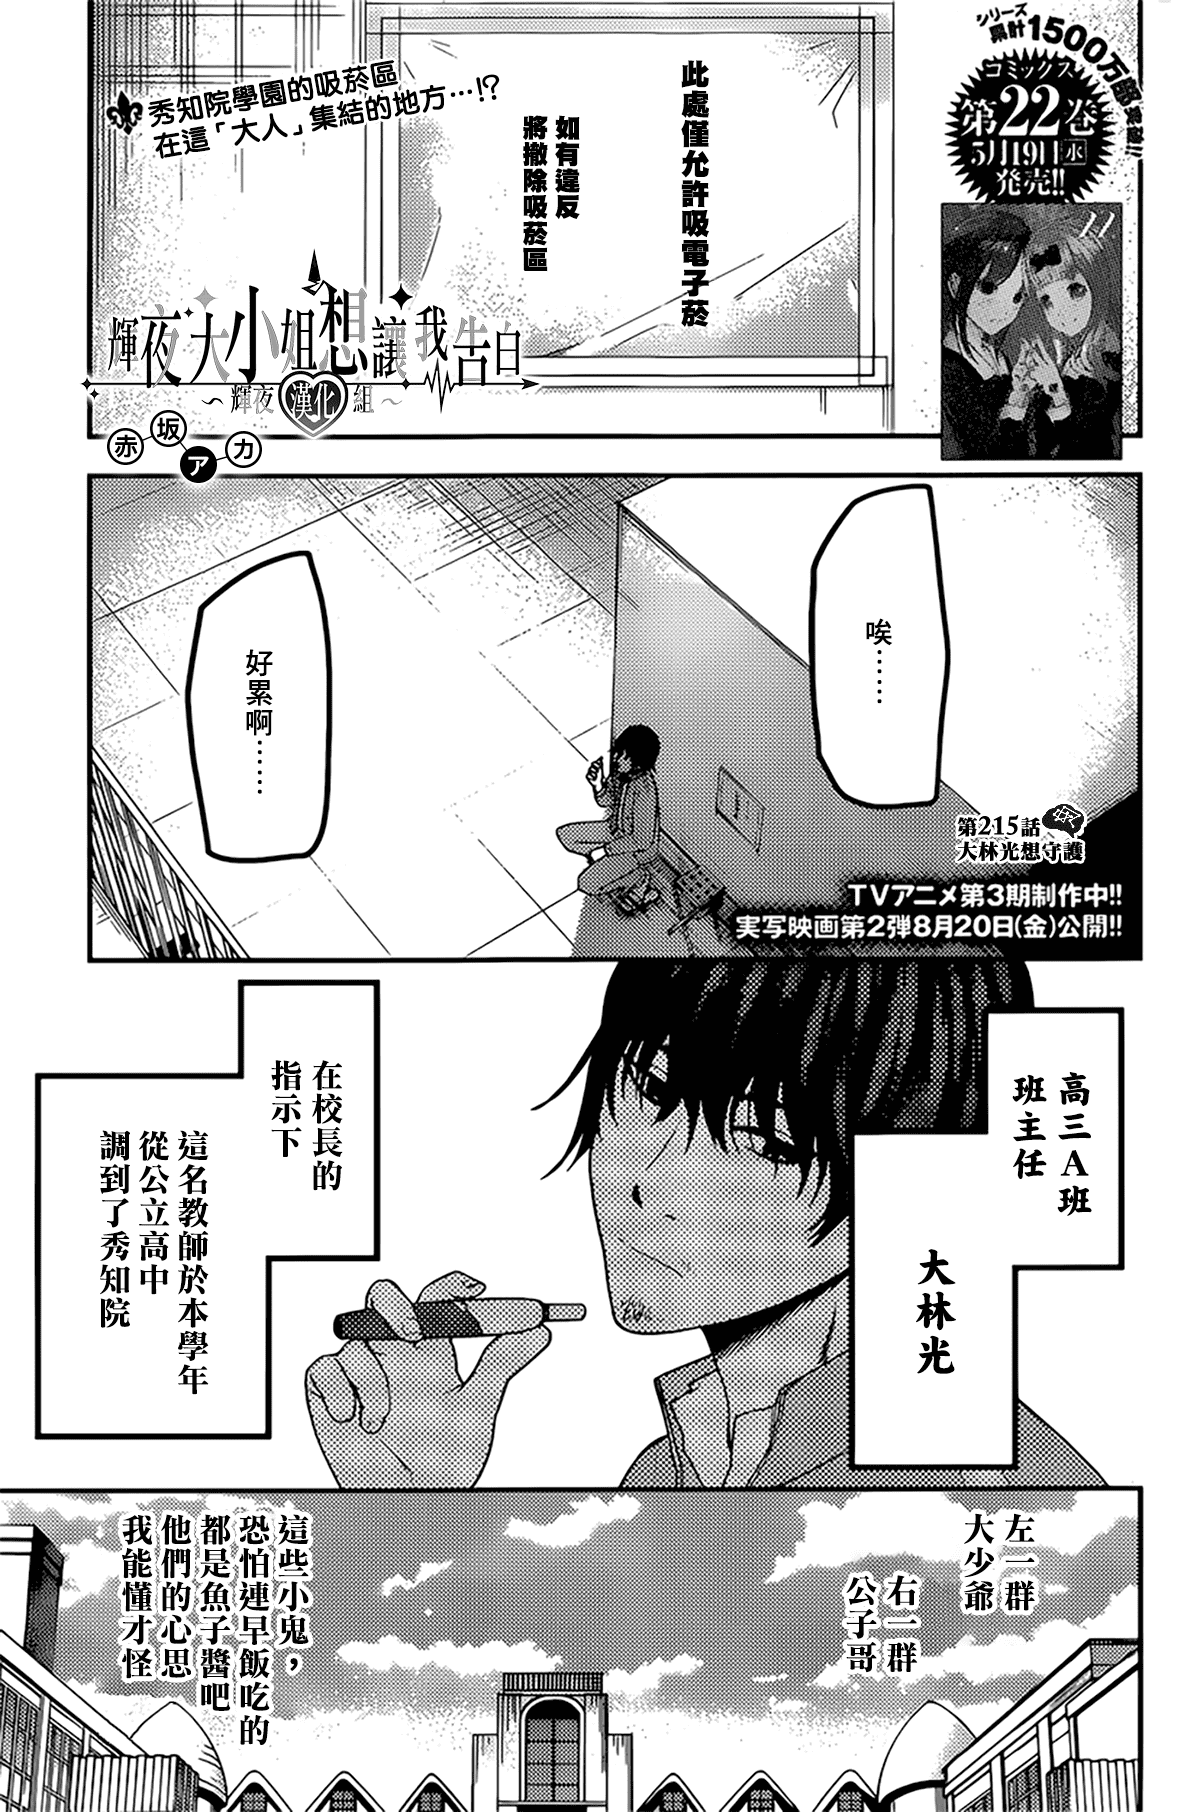 シリーズ
累計1500万部突破!!
コミックス
第22巻
5月19日水
発売!!
此處僅允許吸電子菸
如有違反
將撤除吸菸區
秀知院學園的吸菸區
在這「大人」集結的地方…!?
輝夜大小姐想讓我告白
～輝夜漢化組～
赤坂アカ
唉……
好累啊……
第215話
大林光想守護
TVアニメ第3期制作中!!
実写映画第2弾8月20日(金)公開!!
高三A班
班主任
大林光
在校長的
指示下
這名教師於本學年
從公立高中
調到了秀知院
左一群
大少爺
右一群
公子哥
這些小鬼，
恐怕連早飯吃的
都是魚子醬吧
他們的心思
我能懂才怪